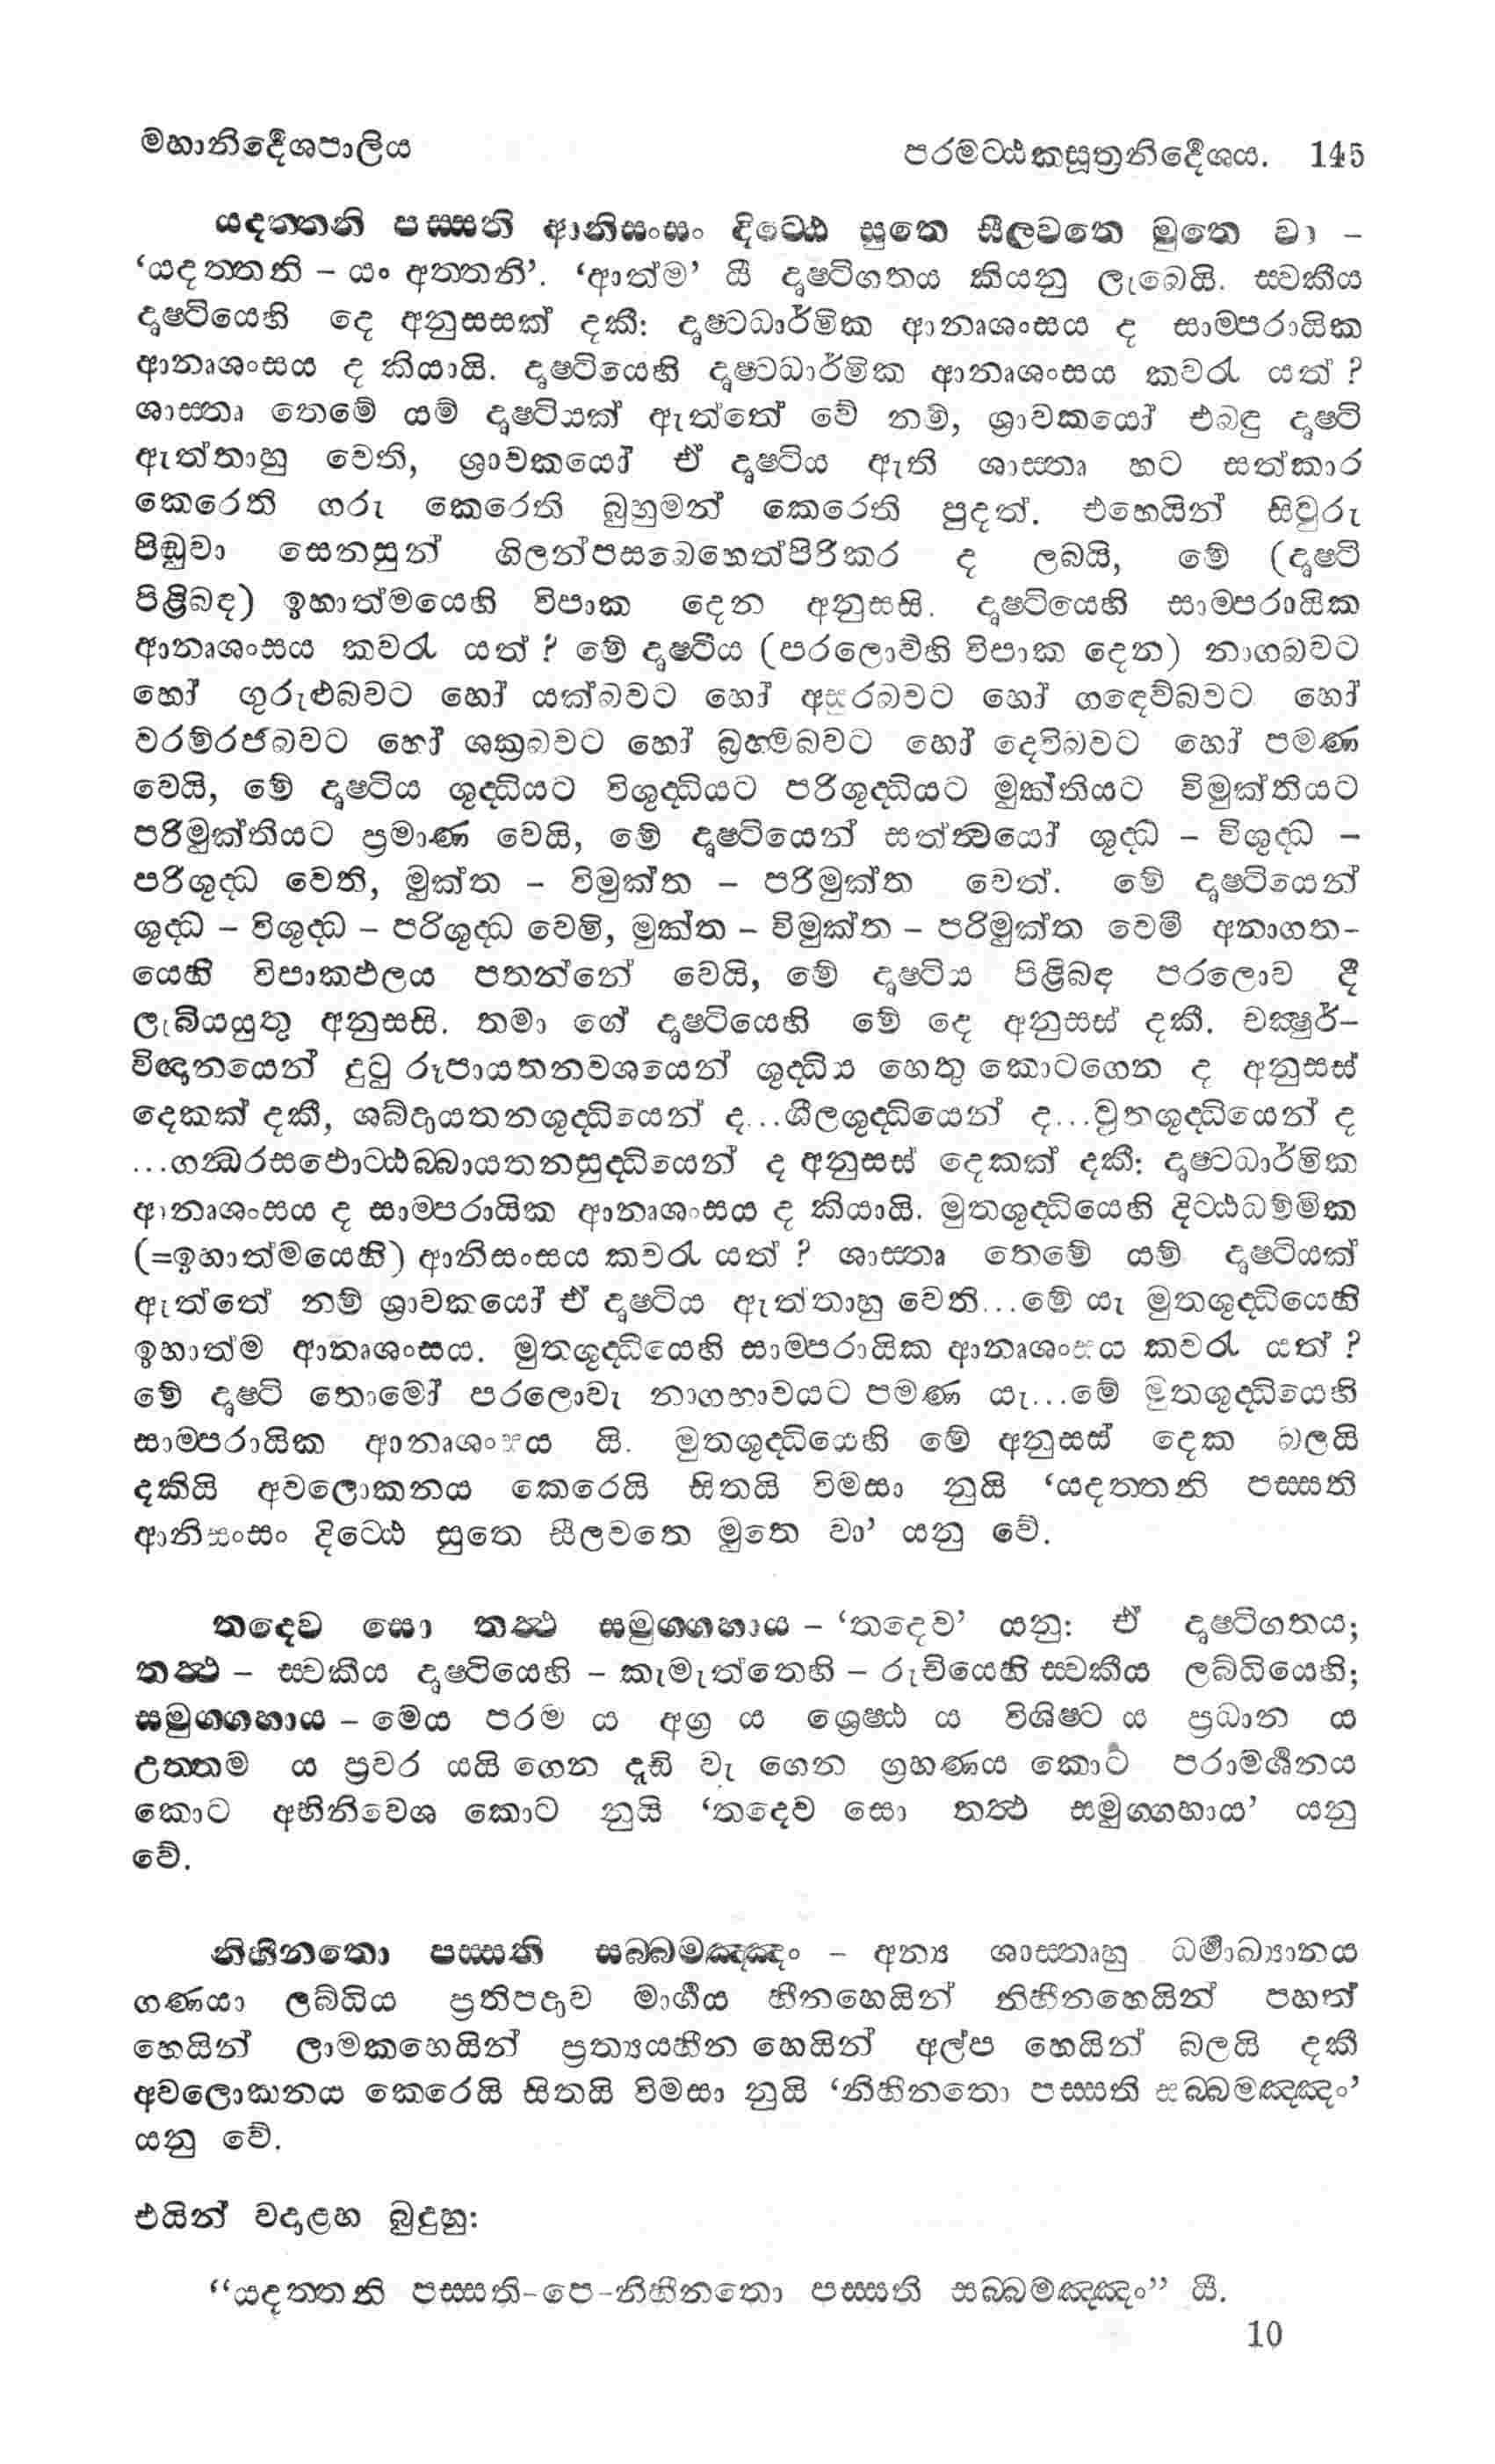 මහානිර්‍දේශපාලිය පරමට්ඨකසූත්‍රනිර්‍දේශය. 145
යදත්තනි පස්සති ආනිසංසං දිට්ඨෙ සුතෙ සීලවතෙ මුතෙ වා –
‘යදත්තනි – යං අත්තනි’. ‘ආත්ම’ යී දෘෂ්ටිගතය කියනු ලැබෙයි. ස්වකීය
දෘෂ්ටියෙහි දෙ අනුසසක් දකී: දෘෂ්ටධාර්මික ආනෘශංසය ද සාම්පරායික
ආනෘශංසය ද කියායි. දෘෂ්ටියෙහි දෘෂ්ටධාර්මික ආනෘශංසය කවරැ යත් ?
ශාස්තෘ තෙමේ යම් දෘෂ්ටියක් ඇත්තේ වේ නම්, ශ්‍රාවකයෝ එබඳු දෘෂ්ටි
ඇත්තාහු වෙති, ශ්‍රාවකයෝ ඒ දෘෂ්ටිය ඇති ශාස්තෘ හට සත්කාර
කෙරෙති ගරු කෙරෙති බුහුමන් කෙරෙති පුදත්. එහෙයින් සිවුරු
පිඬුවා සෙනසුන් ගිලන්පසබෙහෙත්පිරිකර ද ලබයි, මේ (දෘෂ්ටි
පිළිබඳ) ඉහාත්මයෙහි විපාක දෙන අනුසසි. දෘෂ්ටියෙහි සාම්පරායික
ආනෘශංසය කවරැ යත් ? මේ දෘෂ්ටිය (පරලොව්හි විපාක දෙන) නාගබවට
හෝ ගුරුළුබවට හෝ යක්බවට හෝ අසුරබවට හෝ ගඳෙව්බවට හෝ
වරම්රජබවට හෝ ශක්‍රබවට හෝ බ්‍රහ්මබවට හෝ දෙව්බවට හෝ පමණ
වෙයි, මේ දෘෂ්ටිය ශුද්ධියට විශුද්ධියට පරිශුද්ධියට මුක්තියට විමුක්තියට
පරිමුක්තියට ප්‍රමාණ වෙයි, මේ දෘෂ්ටියෙන් සත්ත්‍වයෝ ශුද්ධ – විශුද්ධ –
පරිශුද්ධ වෙති, මුක්ත – විමුක්ත – පරිමුක්ත වෙත්. මේ දෘෂ්ටියෙන්
ශුද්ධ – විශුද්ධ – පරිශුද්ධ වෙමි, මුක්ත – විමුක්ත – පරිමුක්ත වෙමී අනාගත–
යෙහි විපාකඵලය පතන්නේ වෙයි, මේ දෘෂ්ටිය පිළිබඳ පරලොව දී
ලැබියයුතු අනුසසි. තමා ගේ දෘෂ්ටියෙහි මේ දෙ අනුසස් දකී. චක්‍ෂුර්–
විඥානයෙන් දුටු රූපායතනවශයෙන් ශුද්ධිය හෙතු කොටගෙන ද අනුසස්
දෙකක් දකී, ශබ්දායතනශුද්ධියෙන් ද...ශීලශුද්ධියෙන් ද...ව්‍රතශුද්ධියෙන් ද
...ගන්‍ධරසඵොට්ඨබ්බායතනසුද්ධියෙන් ද අනුසස් දෙකක් දකී: දෘෂ්ටධාර්මික
ආනෘශංසය ද සාම්පරායික ආනෘශංසය ද කියායි. මුතශුද්ධියෙහි දිට්ඨධම්මික
(=ඉහාත්මයෙහි) ආනිසංසය කවරැ යත් ? ශාස්තෘ තෙමේ යම් දෘෂ්ටියක්
ඇත්තේ නම් ශ්‍රාවකයෝ ඒ දෘෂ්ටිය ඇත්තාහු වෙති...මේ යැ මුතශුද්ධියෙහි
ඉහාත්ම ආනෘශංසය. මුතශුද්ධියෙහි සාම්පරායික ආනෘශංසය කවරැ යත් ?
මේ දෘෂ්ටි තොමෝ පරලොවැ නාගභාවයට පමණ යැ...මේ මුතශුද්ධියෙහි
සාම්පරායික ආනෘශංසය යි. මුතශුද්ධියෙහි මේ අනුසස් දෙක බලයි
දකියි අවලොකනය කෙරෙයි සිතයි විමසා නුයි ‘යදත්තනි පස්සති
ආනිසංසං දිට්ඨෙ සුතෙ සීලවතෙ මුතෙ වා’ යනු වේ.
තදෙව සො තත්‍ථ සමුග්ගහාය – ‘තදෙව’ යනු: ඒ දෘෂ්ටිගතය;
තත්‍ථ – ස්වකීය දෘෂ්ටියෙහි – කැමැත්තෙහි – රුචියෙහි ස්වකීය ලබ්ධියෙහි;
සමුග්ගහාය – මෙය පරම ය අග්‍ර ය ශ්‍රෙෂ්ඨ ය විශිෂ්ට ය ප්‍රධාන ය
උත්තම ය ප්‍රවර යයි ගෙන දැඩි වැ ගෙන ග්‍රහණය කොට පරාමර්‍ශනය
කොට අභිනිවෙශ කොට නුයි ‘තදෙව සො තත්‍ථ සමුග්ගහාය’ යනු
වේ.
නිහීනතො පස්සති සබ්බමඤ්ඤං – අන්‍ය ශාස්තෘහු ධර්‍මාඛ්‍යානය
ගණයා ලබ්ධිය ප්‍රතිපදාව මාර්‍ගය හීනහෙයින් නිහීනහෙයින් පහත්
හෙයින් ලාමකහෙයින් ප්‍රත්‍යයහීන හෙයින් අල්ප හෙයින් බලයි දකී
අවලොකනය කෙරෙයි සිතයි විමසා නුයි ‘නිහීනතො පස්සති සබ්බමඤ්ඤං’
යනු වේ.
එයින් වදාළහ බුදුහු:
“යදත්තනි පස්සති–පෙ–නිහීනතො පස්සති සබ්බමඤ්ඤං” යී.
10